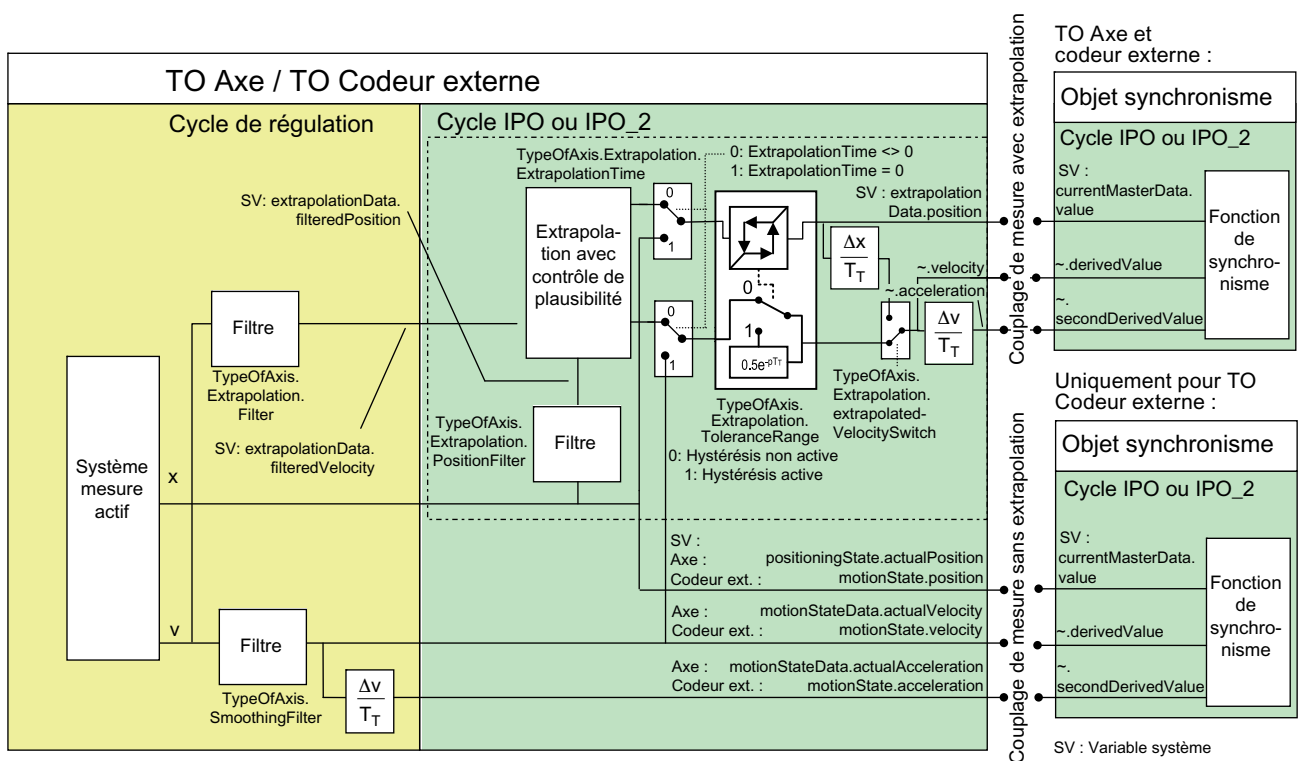 TO Axe / TO Codeur externe
Cycle de régulation
SV: extrapolationData.
filteredPosition
Filtre
TypeOfAxis.
Extrapolation.
Filter
SV: extrapolationData.
filteredVelocity
Système
mesure
actif
x
v
Filtre
TypeOfAxis.
SmoothingFilter
Δv
T_T
Cycle IPO ou IPO_2
TypeOfAxis.Extrapolation.
ExtrapolationTime
0: ExtrapolationTime <> 0
1: ExtrapolationTime = 0
Extrapola-
tion avec
contrôle de
plausibilité
0
1
0
1
SV : extrapolation
Data.position
Δx
T_T
~.velocity
~.acceleration
0
1
0.5e^-pT_T
Δv
T_T
TypeOfAxis.
Extrapolation.
PositionFilter
Filtre
TypeOfAxis.
Extrapolation.
ToleranceRange
0: Hystérésis non active
1: Hystérésis active
TypeOfAxis.
Extrapolation.
extrapolated-
VelocitySwitch
SV :
Axe : positioningState.actualPosition
Codeur ext. : motionState.position
Axe : motionStateData.actualVelocity
Codeur ext. : motionState.velocity
Axe : motionStateData.actualAcceleration
Codeur ext. : motionState.acceleration
Couplage de mesure avec extrapolation
Couplage de mesure sans extrapolation
TO Axe et
codeur externe :
Objet synchronisme
Cycle IPO ou IPO_2
SV :
currentMasterData.
value
~.derivedValue
~.
secondDerivedValue
Fonction
de
synchro-
nisme
Uniquement pour TO
Codeur externe :
Objet synchronisme
Cycle IPO ou IPO_2
SV :
currentMasterData.
value
~.derivedValue
~.
secondDerivedValue
Fonction
de
synchro-
nisme
SV : Variable système